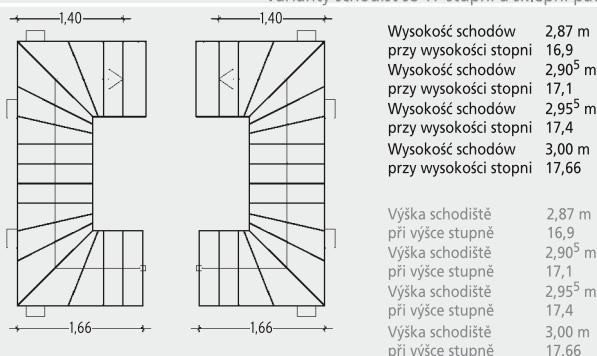 1,40
1,40
1,66
1,66
Wysokość schodów 2,87 m
przy wysokości stopni 16,9
Wysokość schodów 2,90⁵ m
przy wysokości stopni 17,1
Wysokość schodów 2,95⁵ m
przy wysokości stopni 17,4
Wysokość schodów 3,00 m
przy wysokości stopni 17,66
Výška schodiště 2,87 m
při výšce stupně 16,9
Výška schodiště 2,90⁵ m
při výšce stupně 17,1
Výška schodiště 2,95⁵ m
při výšce stupně 17,4
Výška schodiště 3,00 m
při výšce stupně 17,66